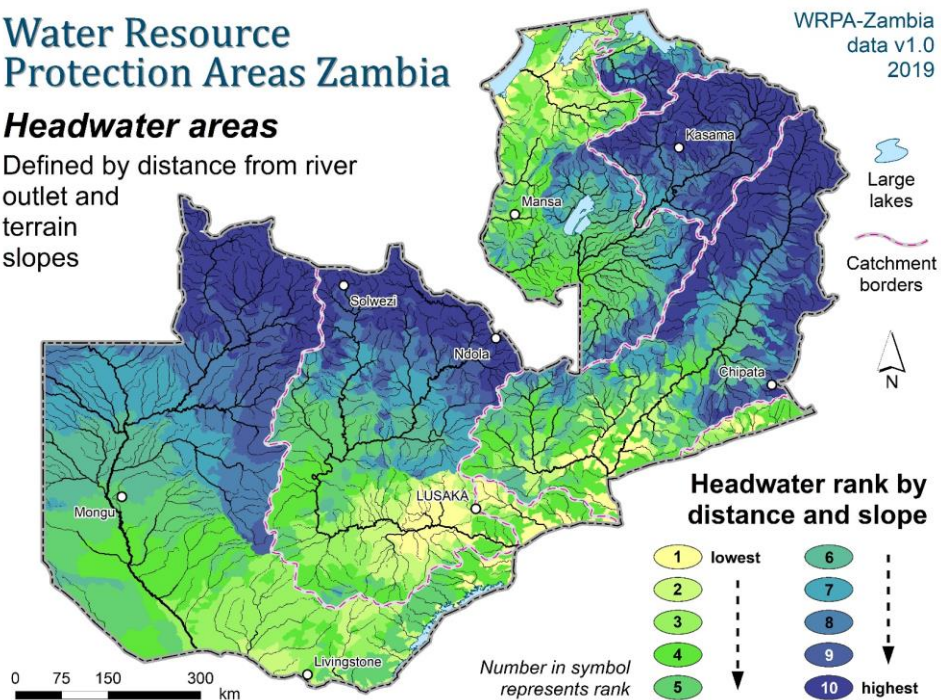 Water Resource
Protection Areas Zambia
Headwater areas
Defined by distance from river
outlet and
terrain
slopes
WRPA-Zambia
data v1.0
2019
Large
lakes
Catchment
borders
N
Kasama
Mansa
Solwezi
Ndola
Chipata
Mongu
LUSAKA
Livingstone
Headwater rank by
distance and slope
1 lowest
2
3
4
5
6
7
8
9
10 highest
Number in symbol
represents rank
0 75 150 300
km